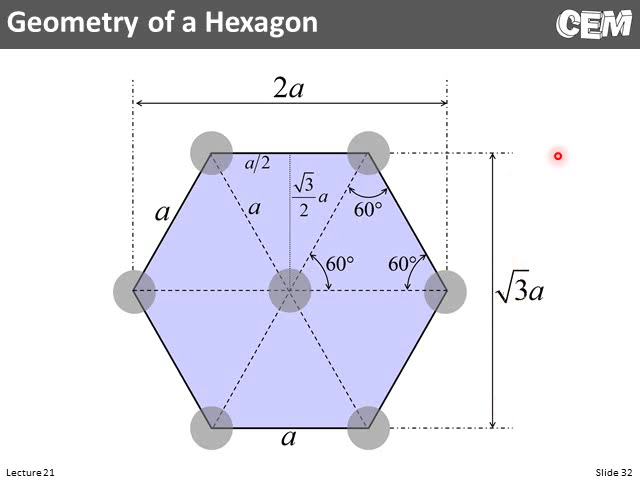 Geometry of a Hexagon
CEM
2a
a/2
√3/2 a
a
a
60°
60°
60°
√3a
a
Lecture 21
Slide 32